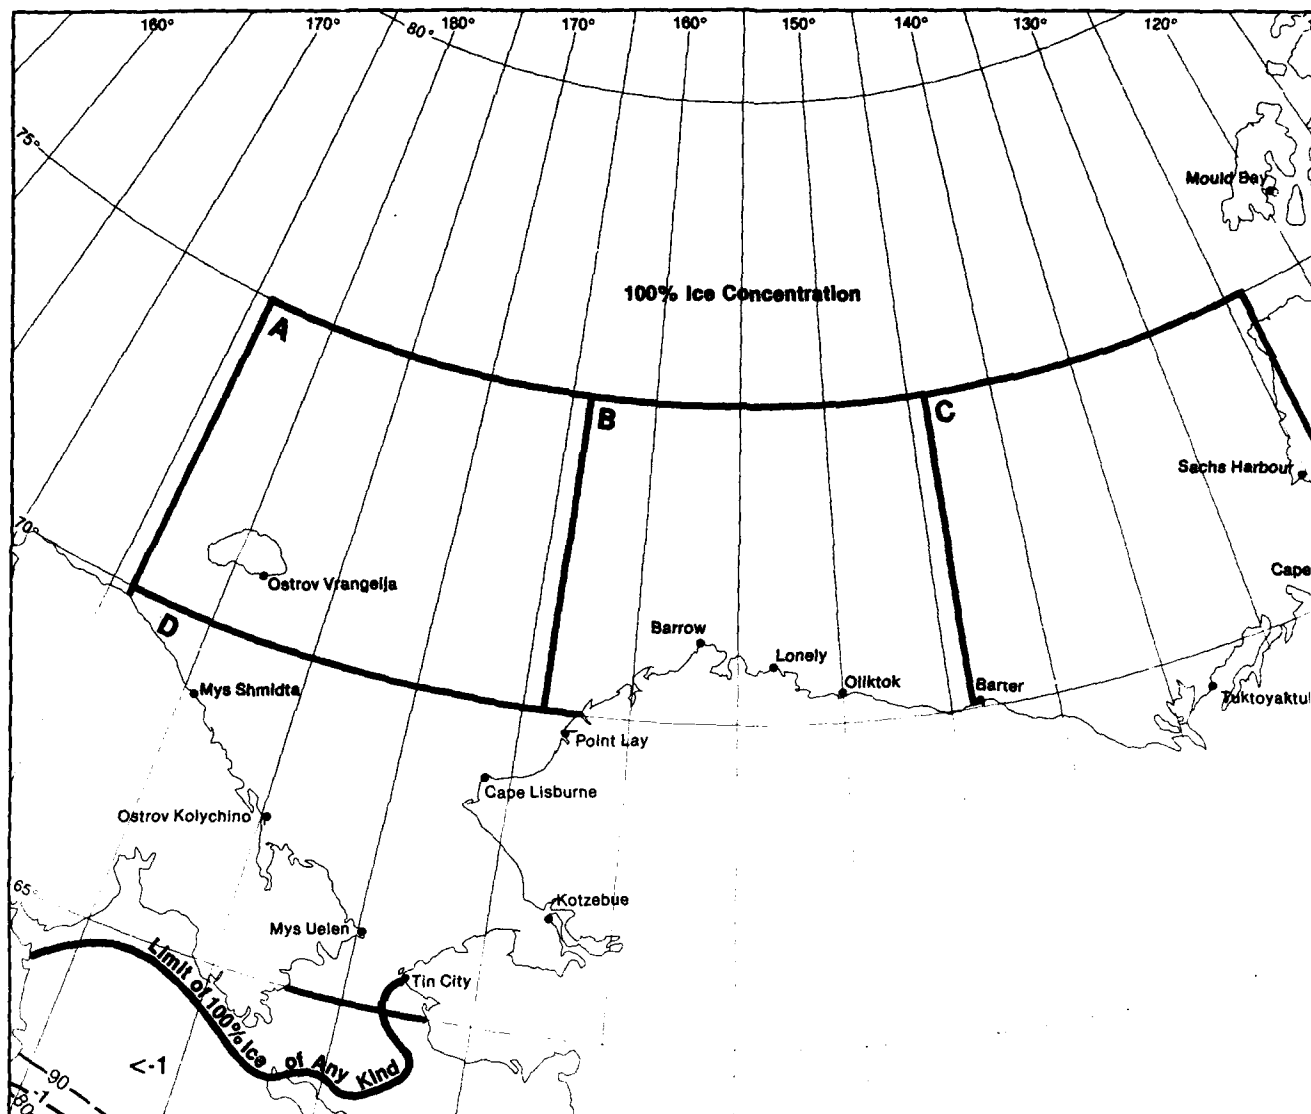 160° 170° 180° 170° 160° 150° 140° 130° 120°
80°
75°
Mould Bay
100% Ice Concentration
A
B
C
Sachs Harbour
70°
Ostrov Vrangelja
Cape
D
Barrow
Lonely
Oliktok
Barter
Mys Shmidta
Tuktoyaktuk
Point Lay
Cape Lisburne
Ostrov Kolychino
65°
Kotzebue
Mys Uelen
Tin City
Limit of 100% Ice of Any Kind
<-1
90
-1
80